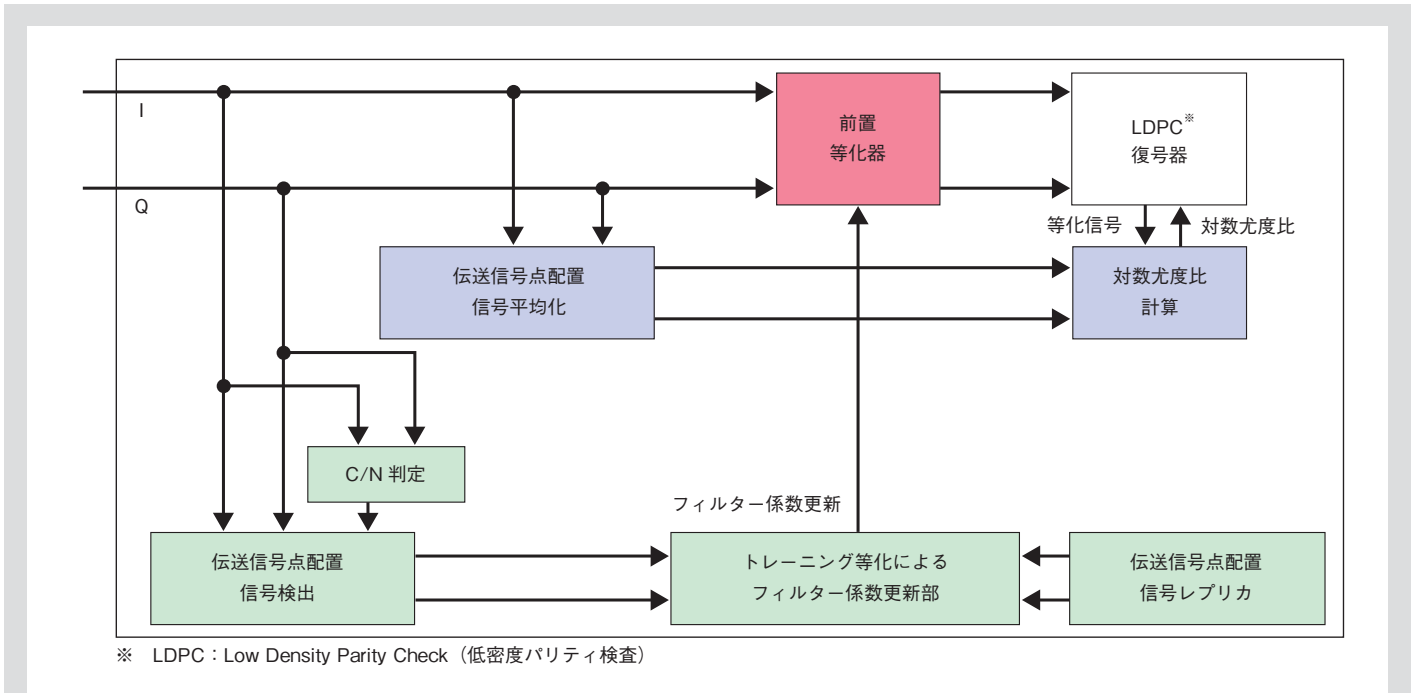 I
Q
前置
等化器
LDPC※
復号器
等化信号
対数尤度比
伝送信号点配置
信号平均化
対数尤度比
計算
C/N 判定
フィルター係数更新
伝送信号点配置
信号検出
トレーニング等化による
フィルター係数更新部
伝送信号点配置
信号レプリカ
※ LDPC：Low Density Parity Check（低密度パリティ検査）